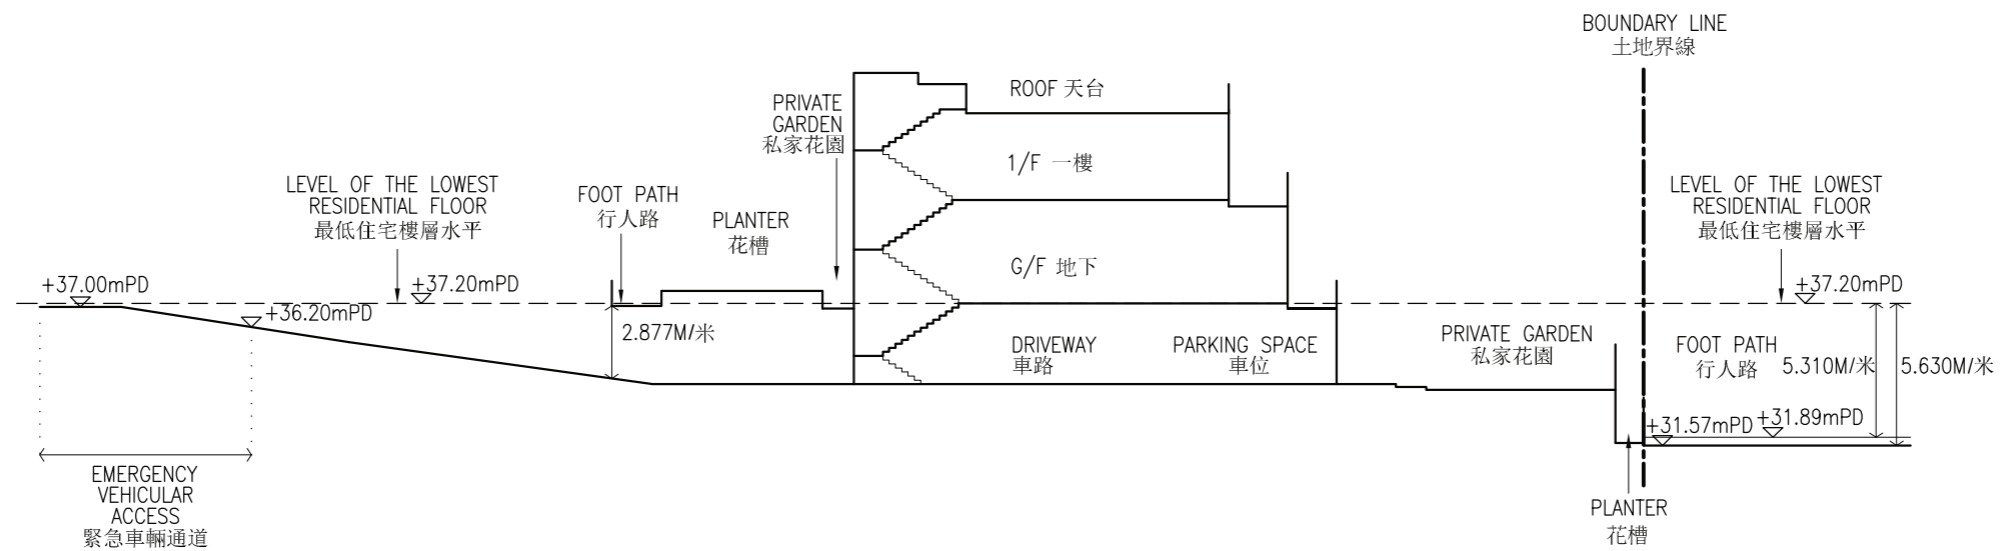 BOUNDARY LINE
土地界線
ROOF 天台
PRIVATE
GARDEN
私家花園
1/F 一樓
LEVEL OF THE LOWEST
RESIDENTIAL FLOOR
最低住宅樓層水平
FOOT PATH
行人路
PLANTER
花槽
LEVEL OF THE LOWEST
RESIDENTIAL FLOOR
最低住宅樓層水平
G/F 地下
+37.00mPD
+37.20mPD
+37.20mPD
+36.20mPD
2.877M/米
DRIVEWAY
車路
PARKING SPACE
車位
PRIVATE GARDEN
私家花園
FOOT PATH
行人路
5.310M/米
5.630M/米
+31.57mPD
+31.89mPD
EMERGENCY
VEHICULAR
ACCESS
緊急車輛通道
PLANTER
花槽